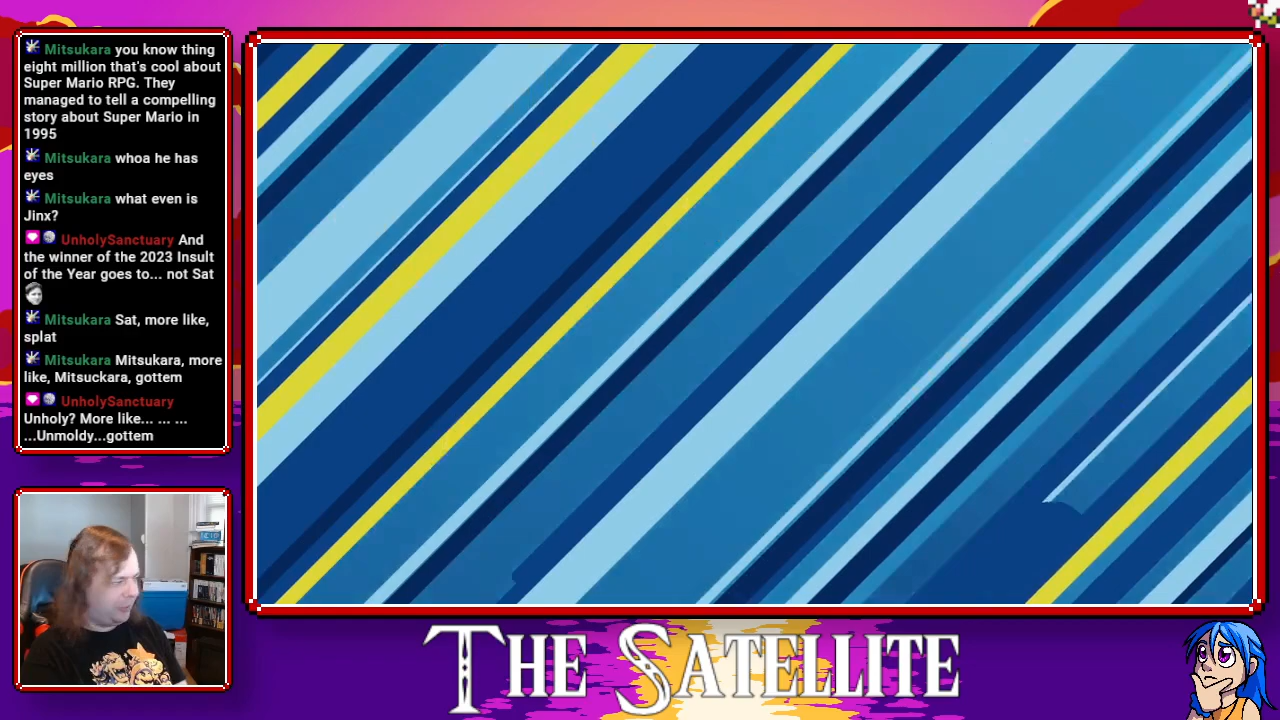 Mitsukara you know thing
eight million that's cool about
Super Mario RPG. They
managed to tell a compelling
story about Super Mario in
1995
Mitsukara whoa he has
eyes
Mitsukara what even is
Jinx?
UnholySanctuary And
the winner of the 2023 Insult
of the Year goes to... not Sat
Mitsukara Sat, more like,
splat
Mitsukara Mitsukara, more
like, Mitsuckara, gottem
UnholySanctuary
Unholy? More like... ... ...
...Unmoldy...gottem
THE SATELLITE